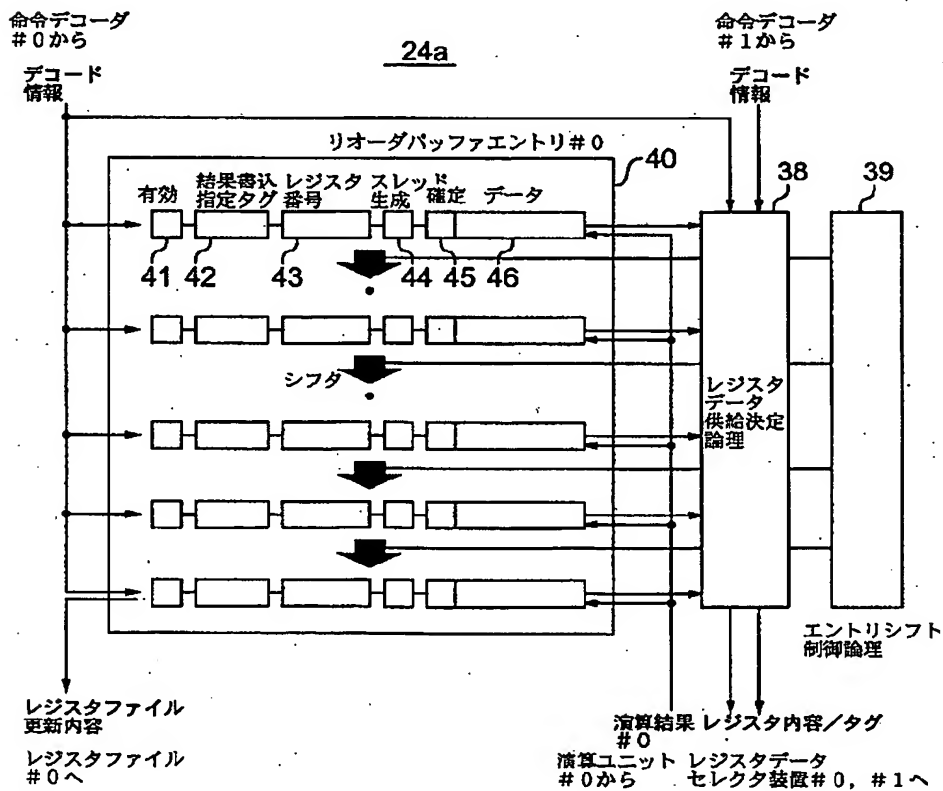 命令デコーダ
#0から
デコード
情報
24a
命令デコーダ
#1から
デコード
情報
リオーダバッファエントリ#0
40
38
39
有効
結果書込
指定タグ
レジスタ
番号
スレッド
生成
確定
データ
41
42
43
44
45
46
シフタ
レジスタ
データ
供給決定
論理
エントリシフト
制御論理
レジスタファイル
更新内容
レジスタファイル
#0へ
演算結果
#0
レジスタ内容/タグ
演算ユニット
#0から
レジスタデータ
セレクタ装置#0,#1へ